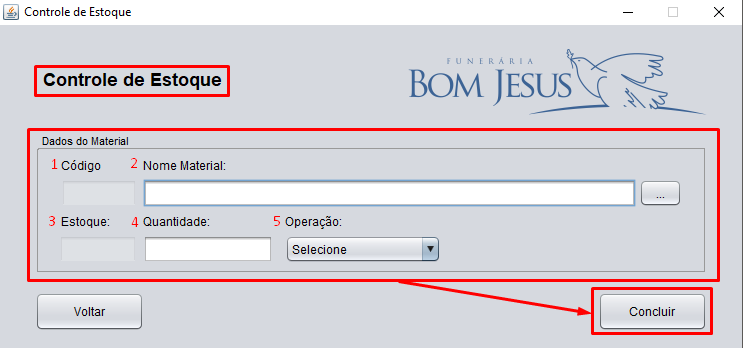 Controle de Estoque
Controle de Estoque
FUNERÁRIA
BOM JESUS
Dados do Material
1 Código 2 Nome Material:
...
3 Estoque: 4 Quantidade: 5 Operação:
Selecione
Voltar Concluir